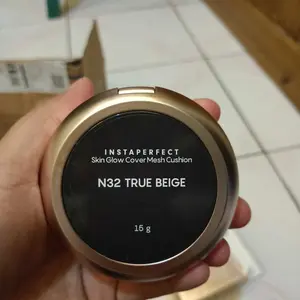 INSTAPERFECT
Skin Glow Cover Mesh Cushion
N32 TRUE BEIGE
15 g